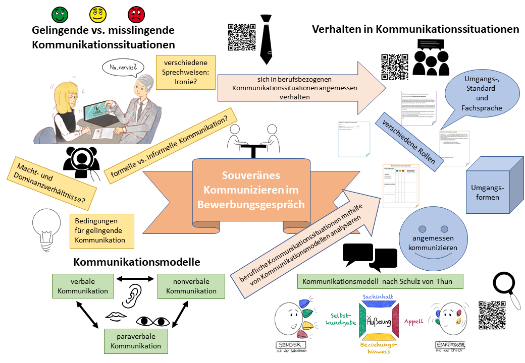 Gelingende vs. misslingende
Kommunikationssituationen
Verhalten in Kommunikationssituationen
verschiedene
Sprechweisen:
Ironie?
sich in berufsbezogenen
Kommunikationssituationen angemessen
verhalten
Umgangs-,
Standard
und
Fachsprache
verschiedene Rollen
formelle vs. informelle Kommunikation?
Macht- und
Dominanzverhältnisse?
Souveränes
Kommunizieren im
Bewerbungsgespräch
Umgangs-
formen
Bedingungen
für gelingende
Kommunikation
angemessen
kommunizieren
berufliche Kommunikationssituationen mithilfe
von Kommunikationsmodellen analysieren
Kommunikationsmodelle
Kommunikationsmodell nach Schulz von Thun
verbale
Kommunikation
nonverbale
Kommunikation
paraverbale
Kommunikation
Sachinhalt
Selbst-
kundgabe
Äußerung
Appell
Beziehungs-
hinweis
SENDER
EMPFÄNGER